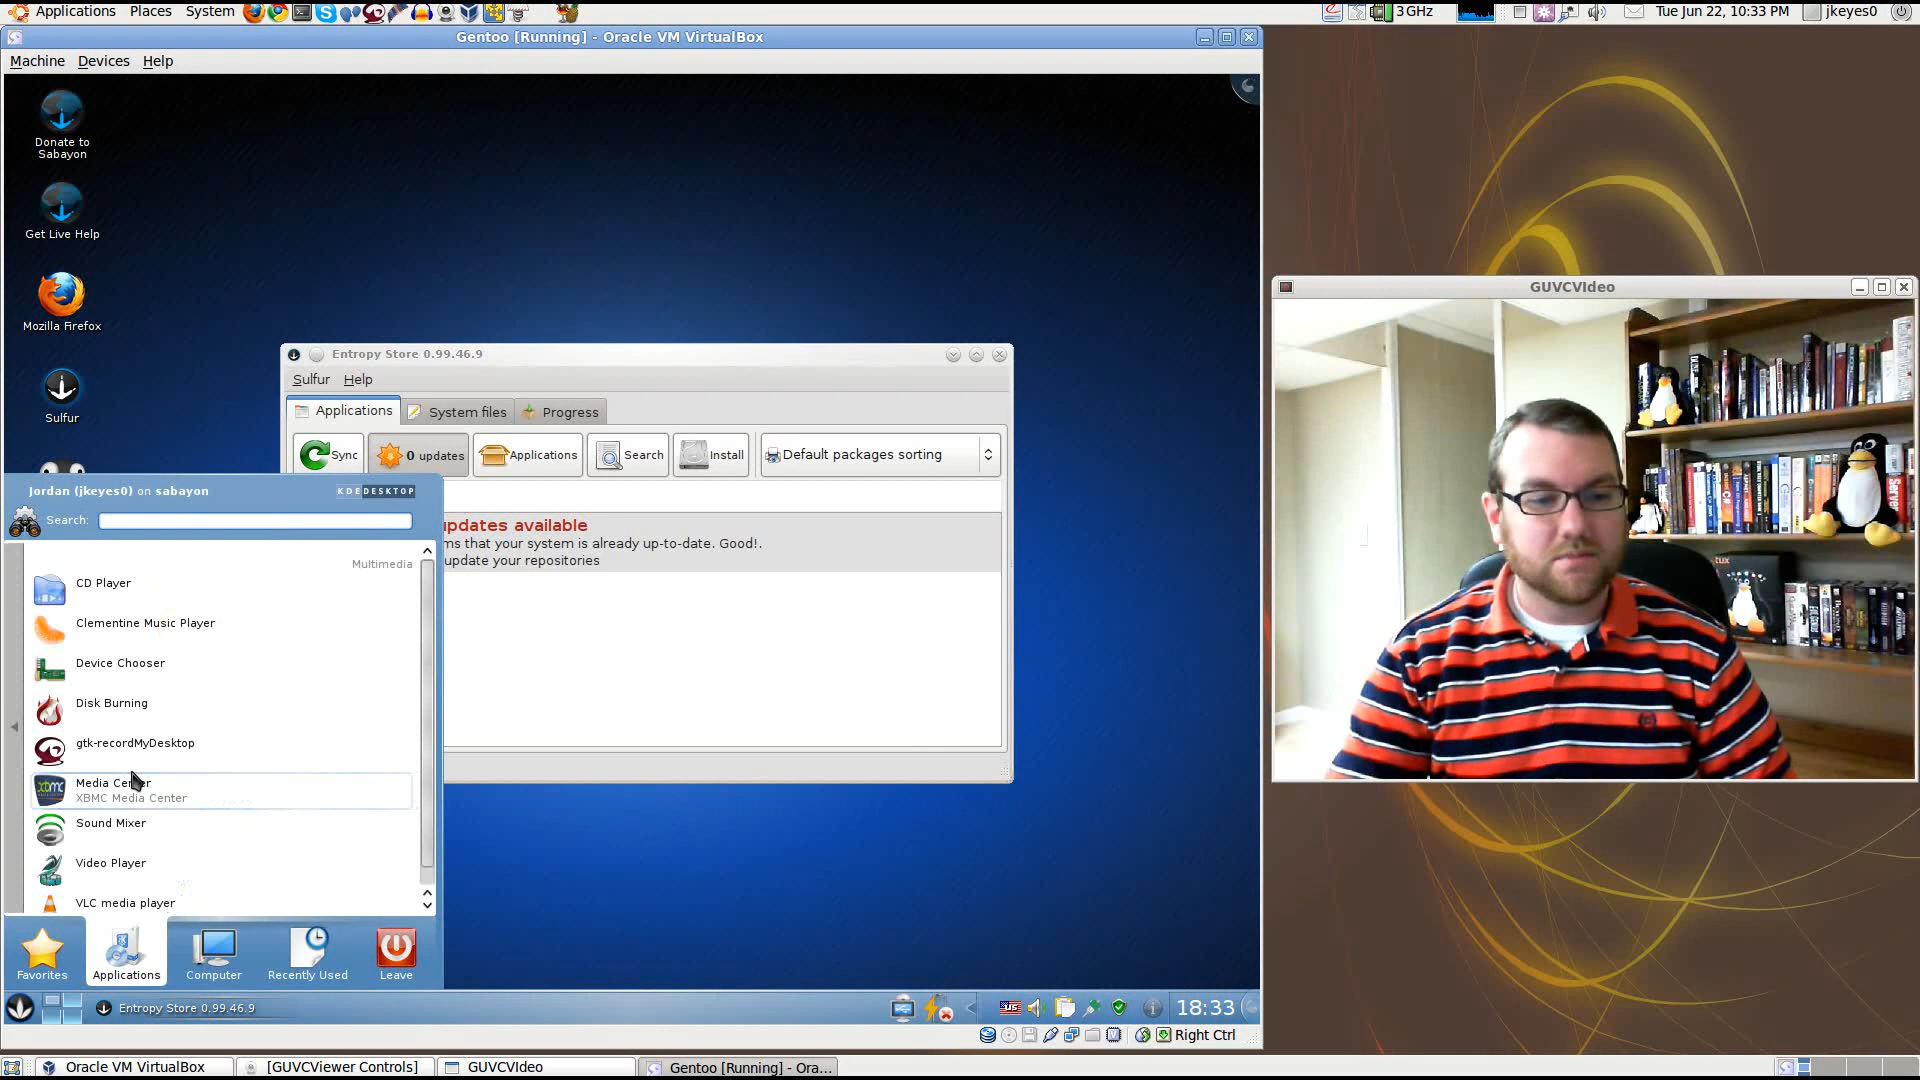 Applications Places System 3 GHz Tue Jun 22, 10:33 PM jkeyes0
Gentoo [Running] - Oracle VM VirtualBox
Machine Devices Help
Donate to
Sabayon
Get Live Help
Mozilla Firefox
Sulfur
Entropy Store 0.99.46.9
Sulfur Help
Applications System files Progress
Sync 0 updates Applications Search Install Default packages sorting
updates available
ms that your system is already up-to-date. Good!.
update your repositories
Jordan (jkeyes0) on sabayon KDEDESKTOP
Search:
Multimedia
CD Player
Clementine Music Player
Device Chooser
Disk Burning
gtk-recordMyDesktop
Media Center
XBMC Media Center
Sound Mixer
Video Player
VLC media player
Favorites Applications Computer Recently Used Leave
Entropy Store 0.99.46.9 US 18:33
Right Ctrl
GUVCVIdeo
tux
Oracle VM VirtualBox [GUVCViewer Controls] GUVCVIdeo Gentoo [Running] - Ora...